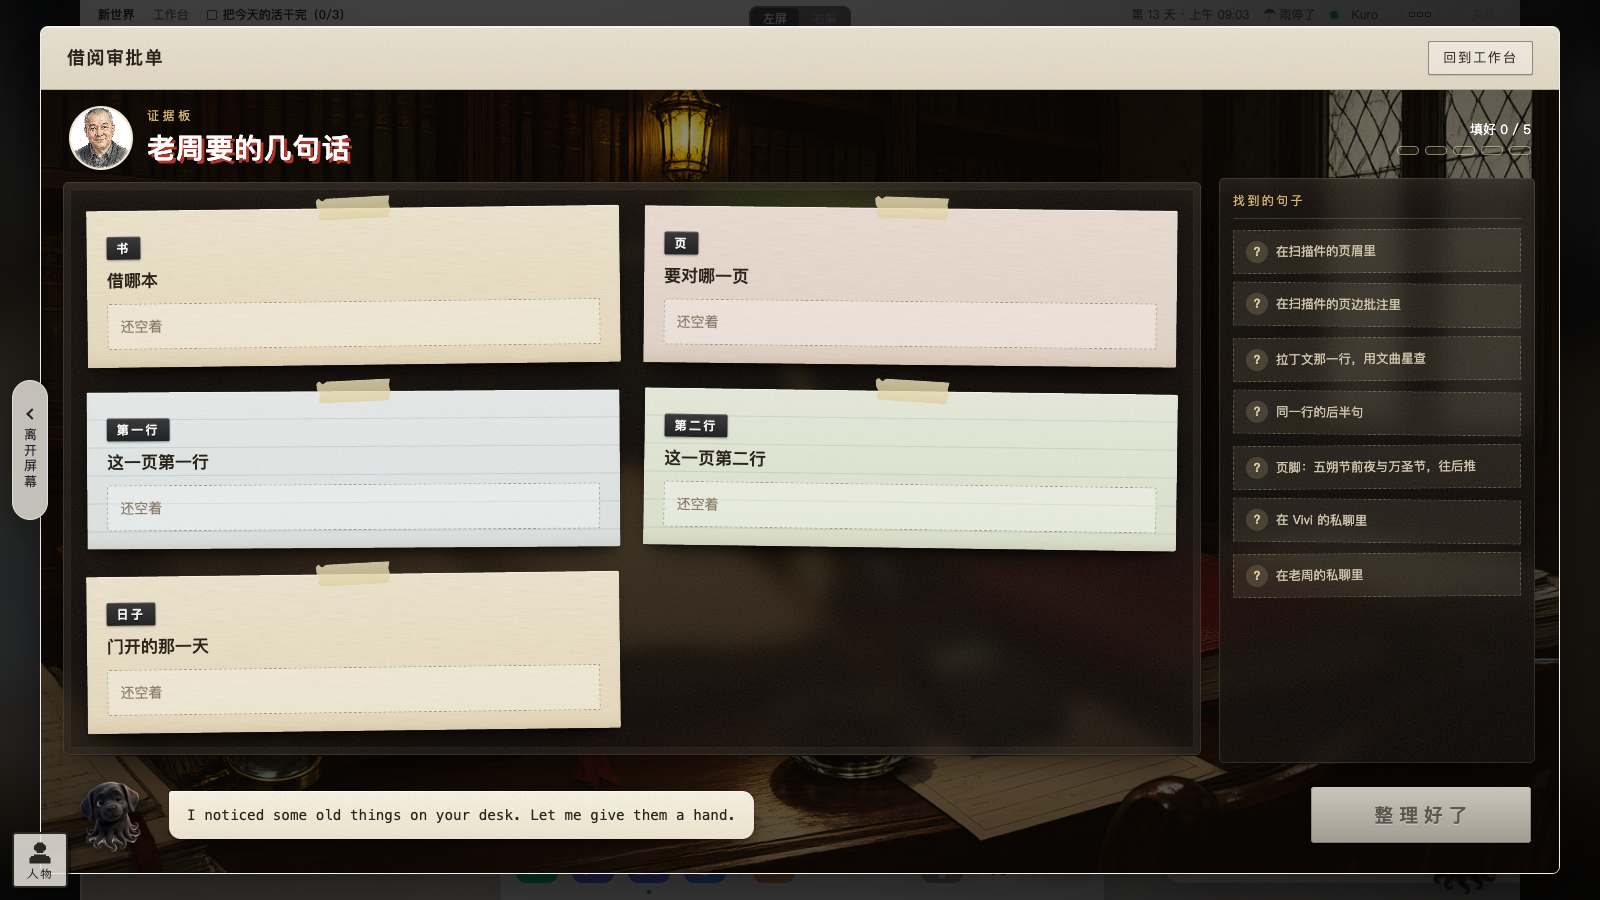 新世界 工作台 把今天的活干完 (0/3)
左屏 右屏
第 13 天 · 上午 09:03 雨停了 Kuro
借阅审批单
回到工作台
证据板
老周要的几句话
填好 0 / 5
书
借哪本
还空着
页
要对哪一页
还空着
第一行
这一页第一行
还空着
第二行
这一页第二行
还空着
日子
门开的那一天
还空着
找到的句子
? 在扫描件的页眉里
? 在扫描件的页边批注里
? 拉丁文那一行，用文曲星查
? 同一行的后半句
? 页脚：五朔节前夜与万圣节，往后推
? 在 Vivi 的私聊里
? 在老周的私聊里
离开屏幕
I noticed some old things on your desk. Let me give them a hand.
整理好了
人物